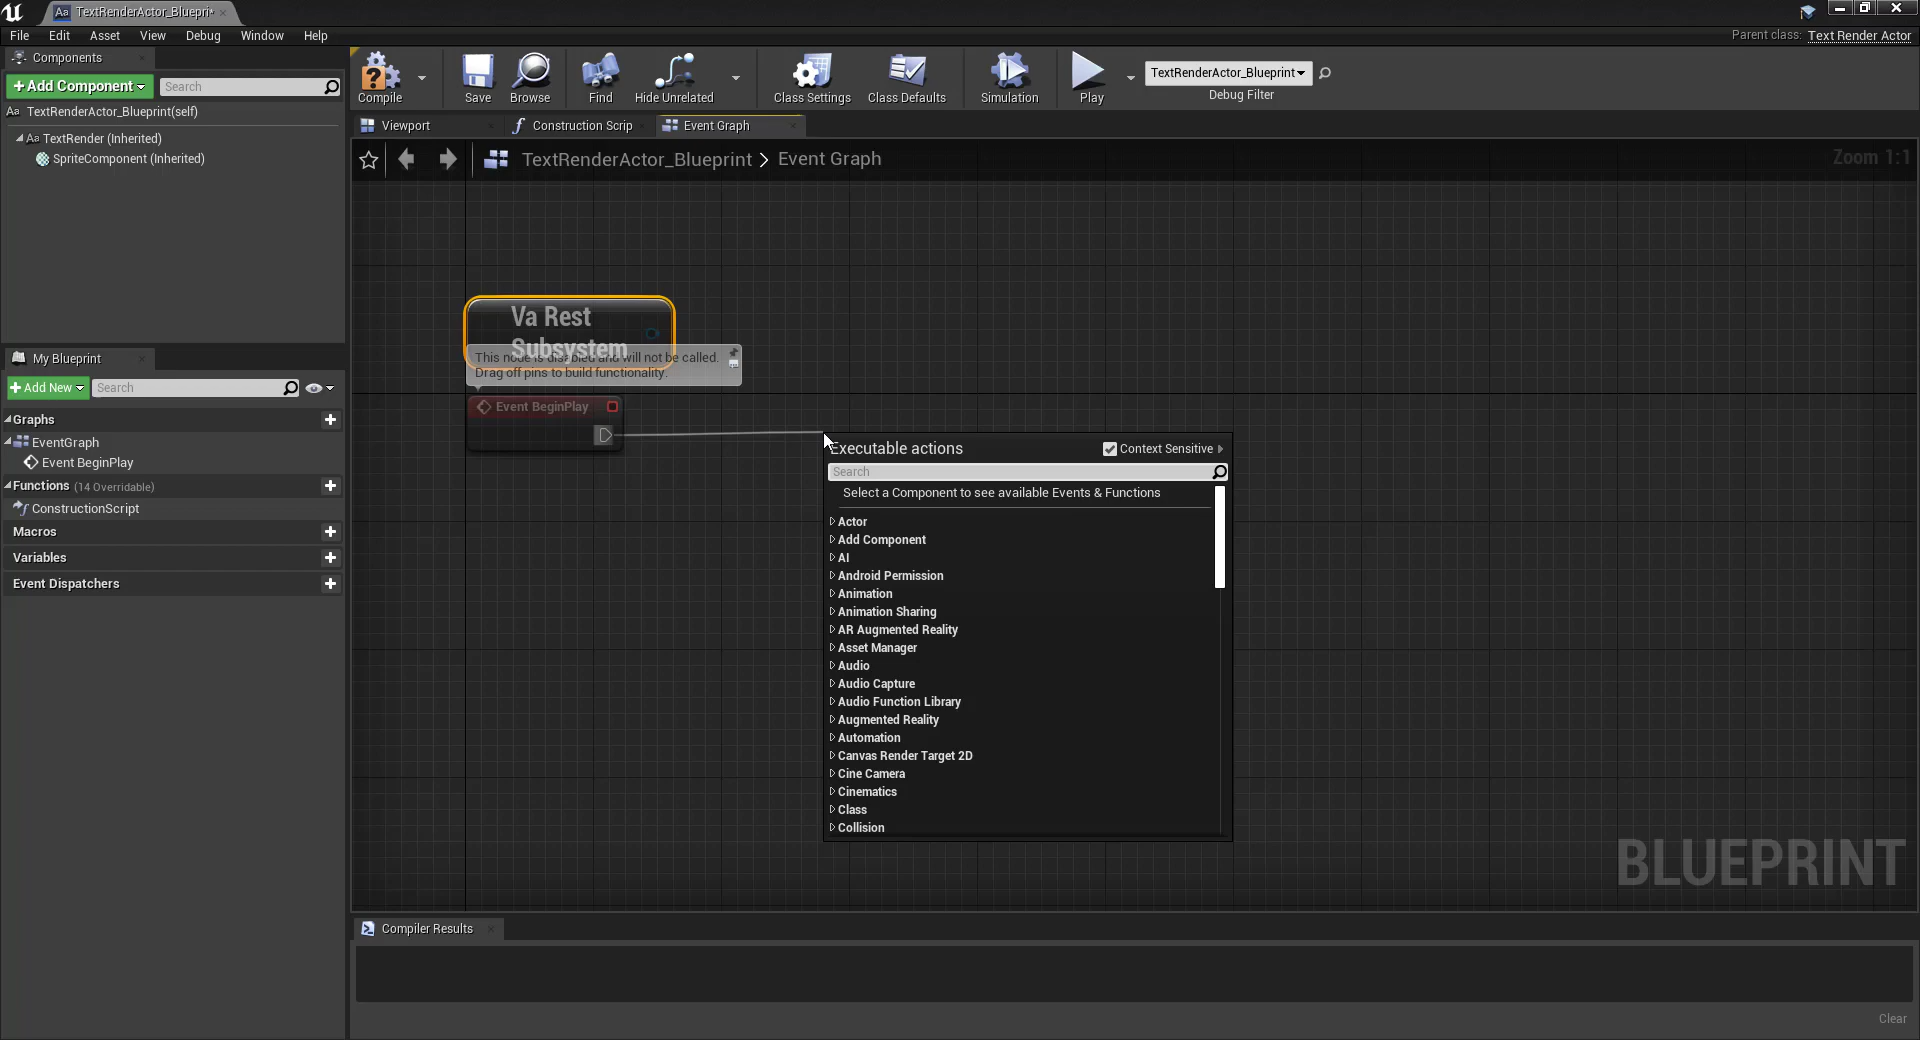 TextRenderActor_Blueprint*
File Edit Asset View Debug Window Help
Parent class: Text Render Actor
Components
+Add Component
Search
TextRenderActor_Blueprint(self)
TextRender (Inherited)
SpriteComponent (Inherited)
My Blueprint
+Add New
Search
Graphs
EventGraph
Event BeginPlay
Functions (14 Overridable)
ConstructionScript
Macros
Variables
Event Dispatchers
Compile
Save
Browse
Find
Hide Unrelated
Class Settings
Class Defaults
Simulation
Play
TextRenderActor_Blueprint
Debug Filter
Viewport
Construction Scrip
Event Graph
TextRenderActor_Blueprint > Event Graph
Zoom 1:1
Va Rest
Subsystem
This node is disabled and will not be called.
Drag off pins to build functionality.
Event BeginPlay
Executable actions
Context Sensitive
Search
Select a Component to see available Events & Functions
Actor
Add Component
AI
Android Permission
Animation
Animation Sharing
AR Augmented Reality
Asset Manager
Audio
Audio Capture
Audio Function Library
Augmented Reality
Automation
Canvas Render Target 2D
Cine Camera
Cinematics
Class
Collision
BLUEPRINT
Compiler Results
Clear